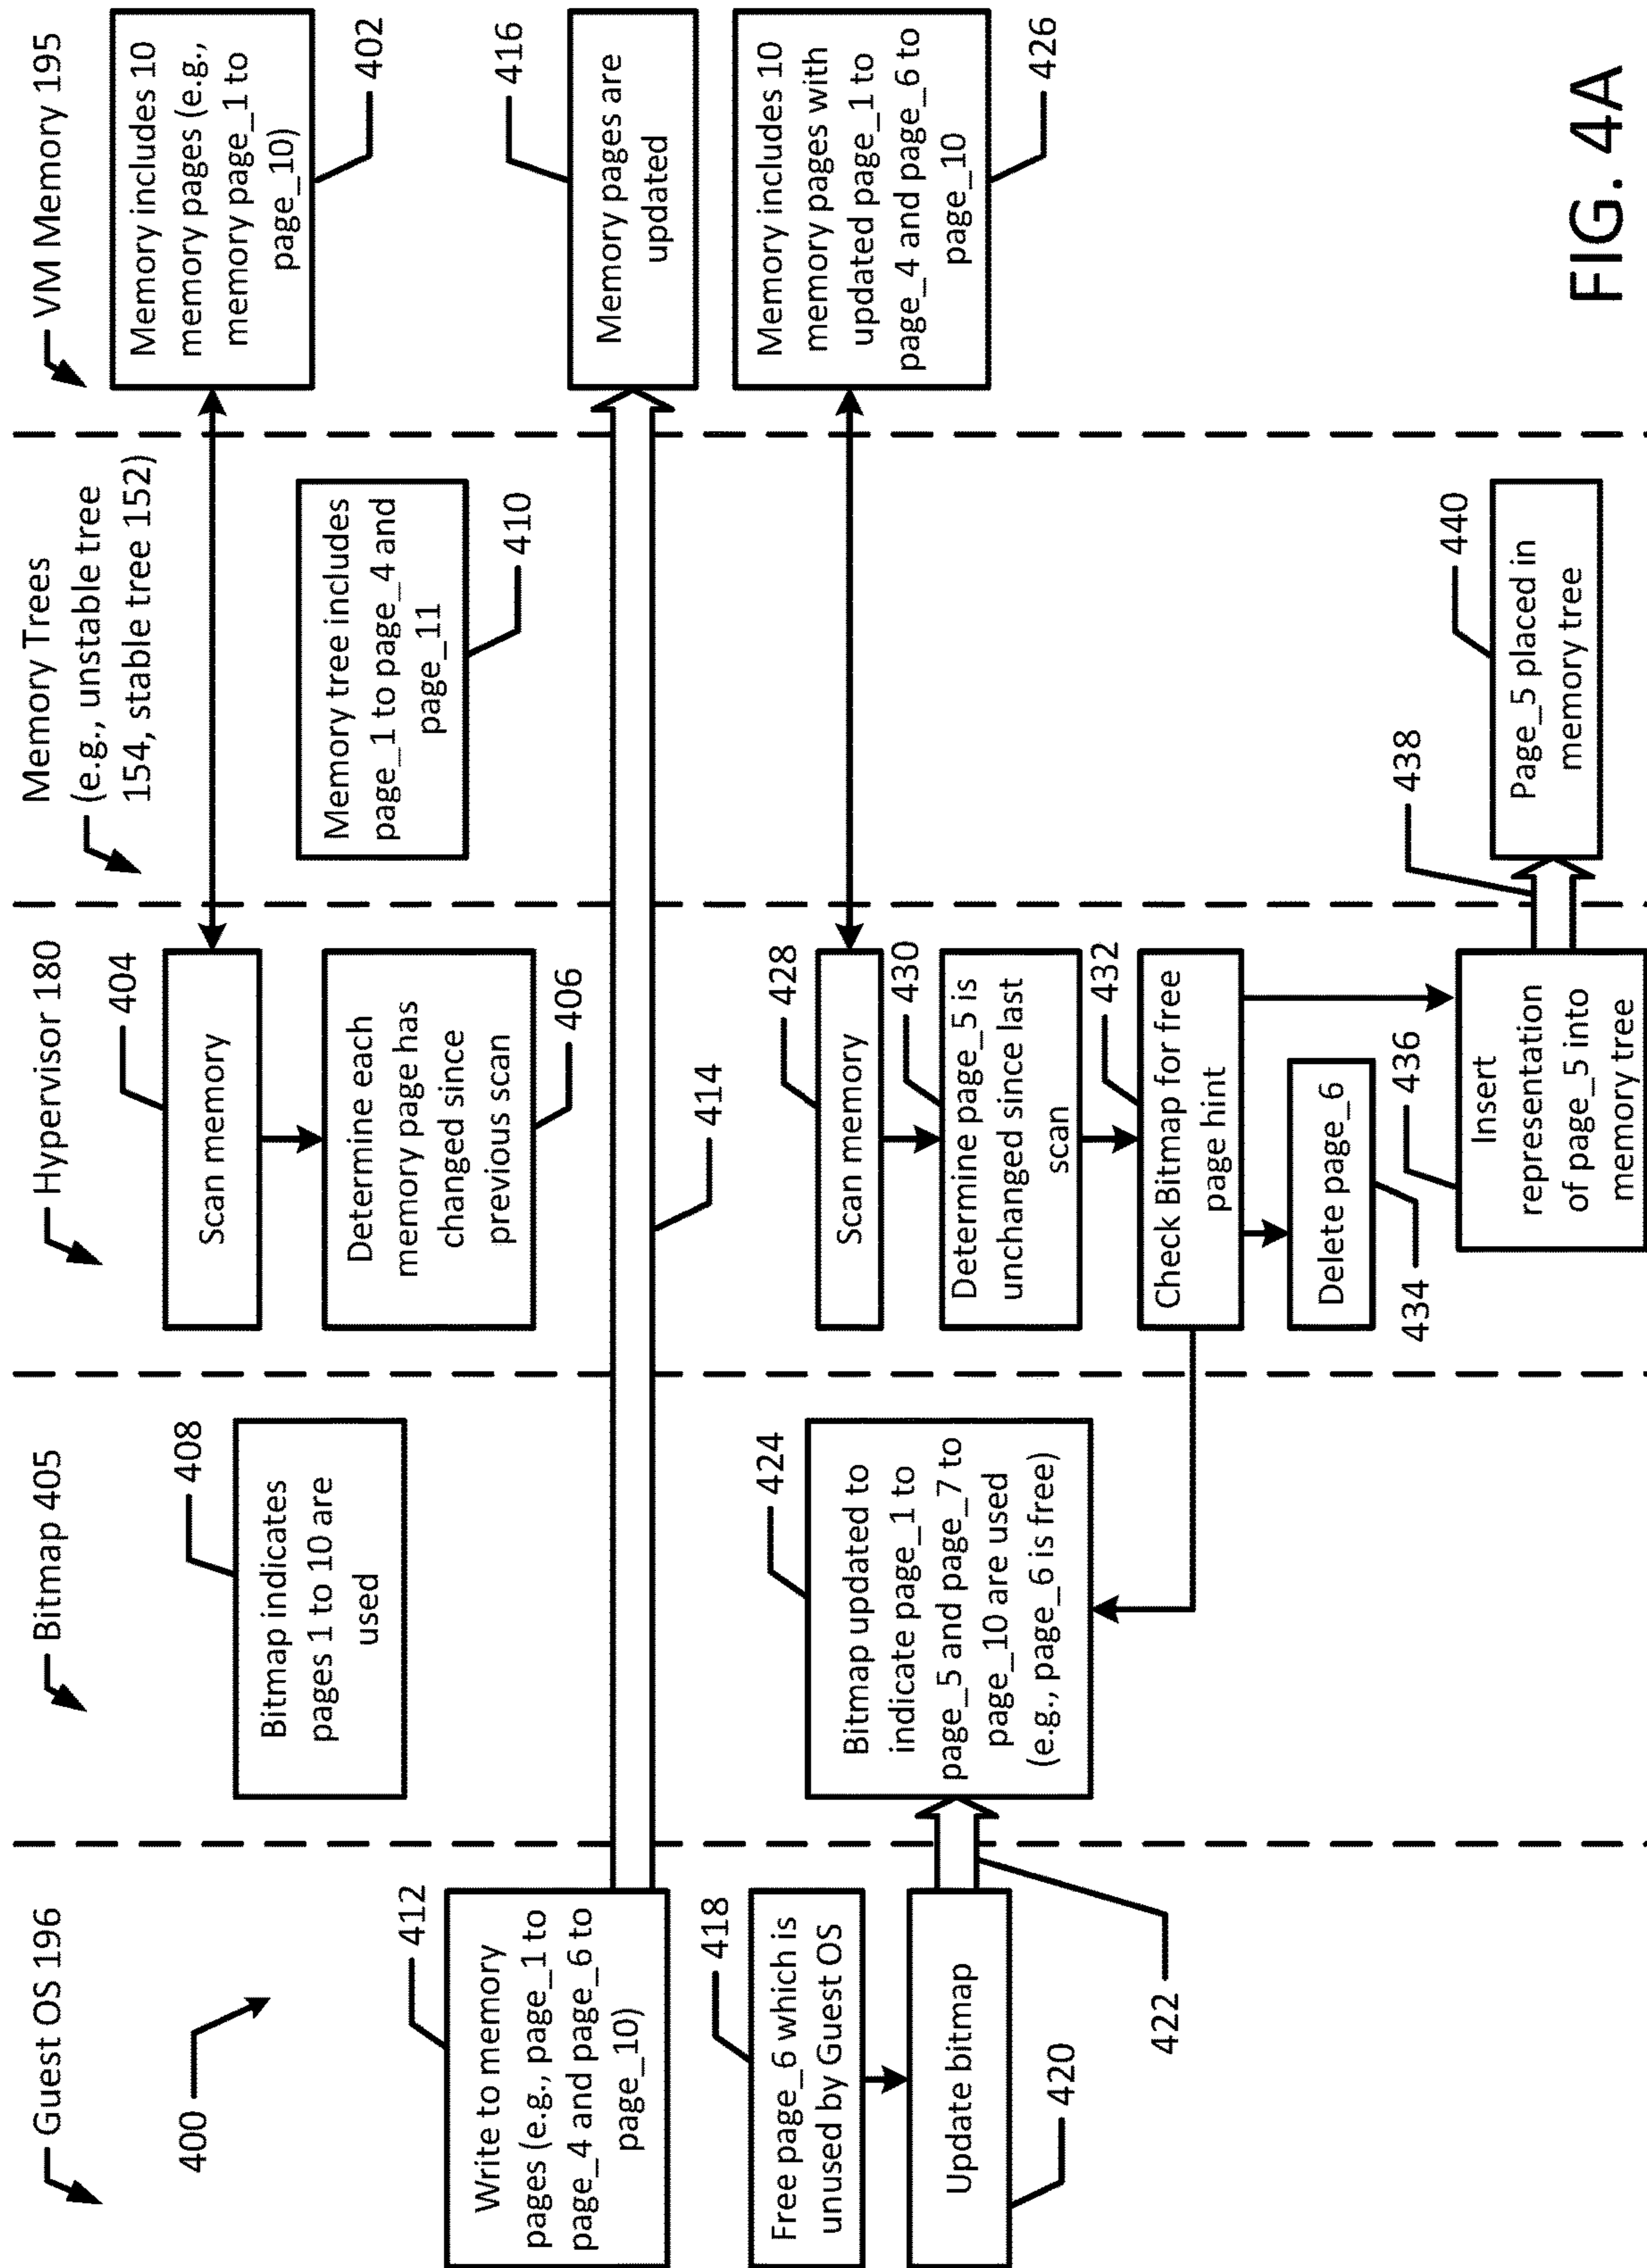 Guest OS 196
Bitmap 405
Hypervisor 180
Memory Trees
(e.g., unstable tree
154, stable tree 152)
VM Memory 195
400
Memory includes 10
memory pages (e.g.,
memory page_1 to
page_10)
402
404
Scan memory
Determine each
memory page has
changed since
previous scan
406
408
Bitmap indicates
pages 1 to 10 are
used
Memory tree includes
page_1 to page_4 and
page_11
410
412
Write to memory
pages (e.g., page_1 to
page_4 and page_6 to
page_10)
414
416
Memory pages are
updated
418
Free page_6 which is
unused by Guest OS
Update bitmap
420
422
424
Bitmap updated to
indicate page_1 to
page_5 and page_7 to
page_10 are used
(e.g., page_6 is free)
Memory includes 10
memory pages with
updated page_1 to
page_4 and page_6 to
page_10
426
428
Scan memory
430
Determine page_5 is
unchanged since last
scan
432
Check Bitmap for free
page hint
Delete page_6
434
436
Insert
representation
of page_5 into
memory tree
438
440
Page_5 placed in
memory tree
FIG. 4A